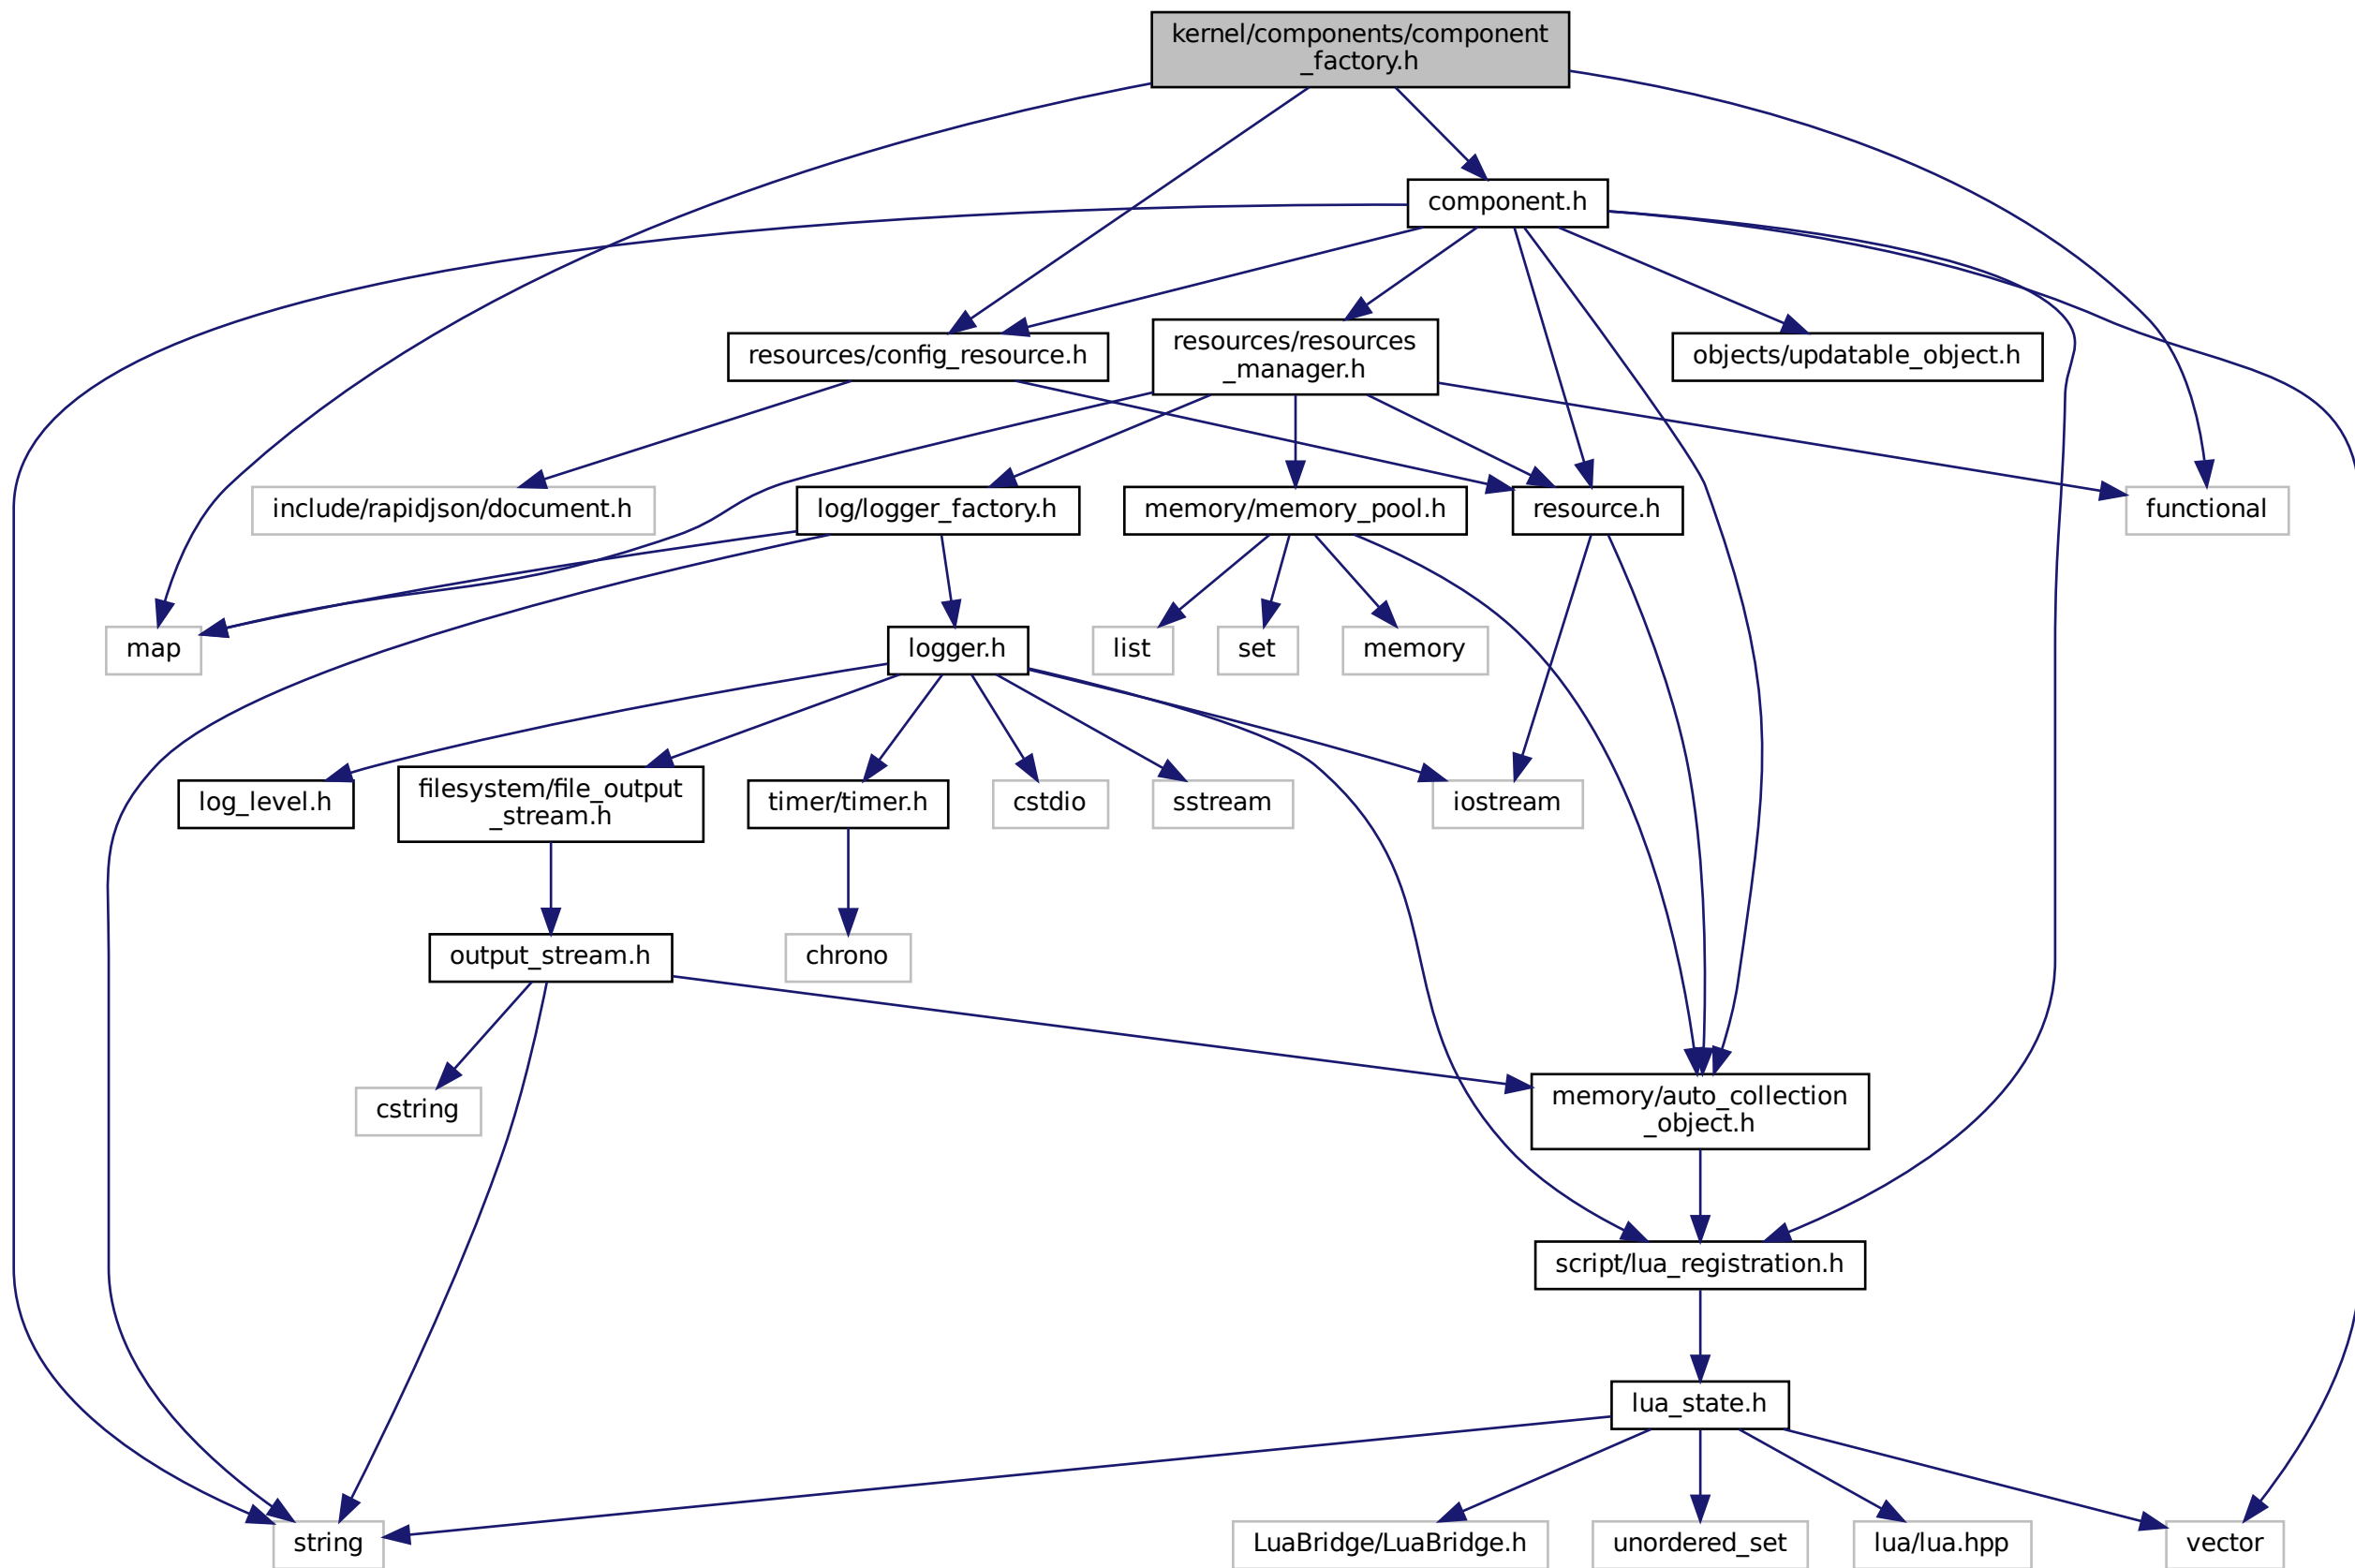 kernel/components/component
_factory.h
component.h
resources/config_resource.h
resources/resources
_manager.h
objects/updatable_object.h
include/rapidjson/document.h
log/logger_factory.h
memory/memory_pool.h
resource.h
functional
map
logger.h
list
set
memory
log_level.h
filesystem/file_output
_stream.h
timer/timer.h
cstdio
sstream
iostream
output_stream.h
chrono
cstring
memory/auto_collection
_object.h
script/lua_registration.h
lua_state.h
string
LuaBridge/LuaBridge.h
unordered_set
lua/lua.hpp
vector